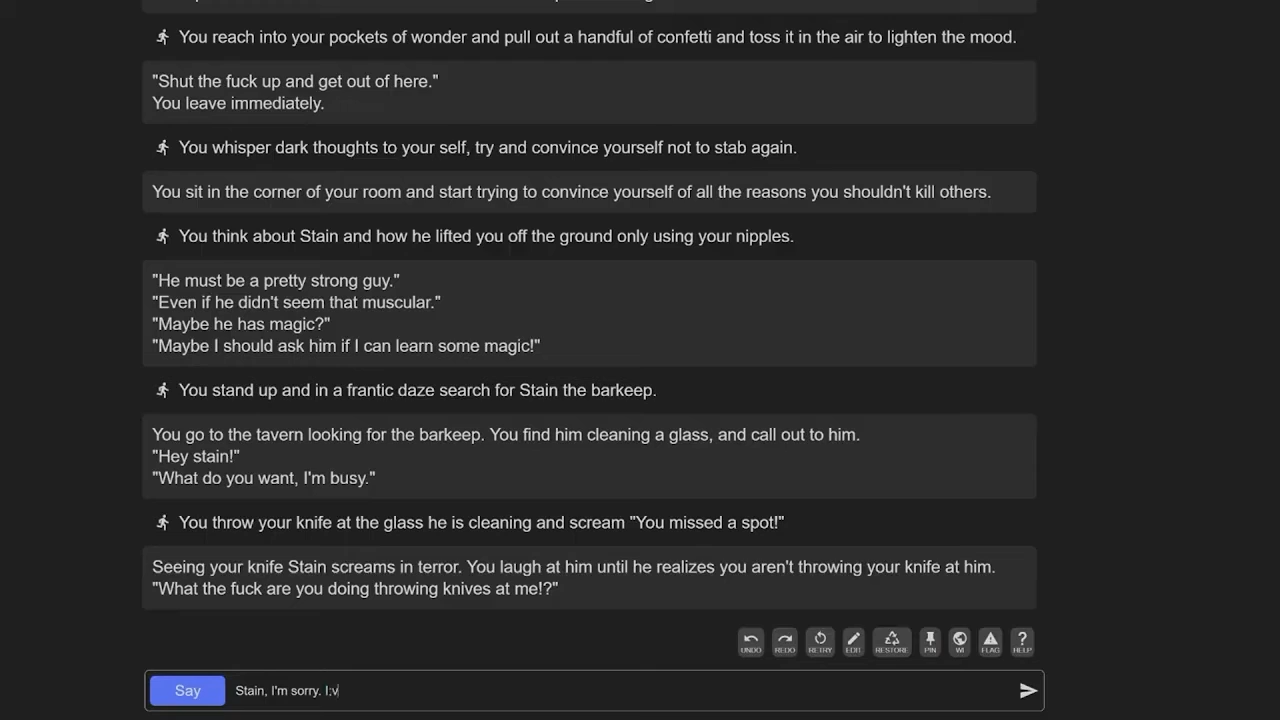 You reach into your pockets of wonder and pull out a handful of confetti and toss it in the air to lighten the mood.
"Shut the fuck up and get out of here."
You leave immediately.
You whisper dark thoughts to your self, try and convince yourself not to stab again.
You sit in the corner of your room and start trying to convince yourself of all the reasons you shouldn't kill others.
You think about Stain and how he lifted you off the ground only using your nipples.
"He must be a pretty strong guy."
"Even if he didn't seem that muscular."
"Maybe he has magic?"
"Maybe I should ask him if I can learn some magic!"
You stand up and in a frantic daze search for Stain the barkeep.
You go to the tavern looking for the barkeep. You find him cleaning a glass, and call out to him.
"Hey stain!"
"What do you want, I'm busy."
You throw your knife at the glass he is cleaning and scream "You missed a spot!"
Seeing your knife Stain screams in terror. You laugh at him until he realizes you aren't throwing your knife at him.
"What the fuck are you doing throwing knives at me!?"
UNDO REDO RETRY EDIT RESTORE PIN WI FLAG HELP
Say Stain, I'm sorry. I;v